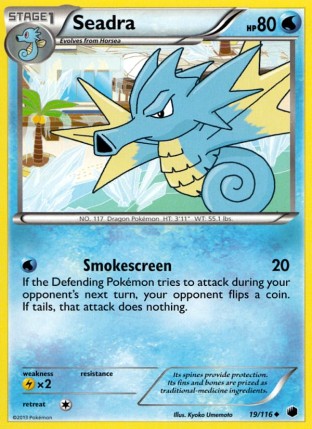 STAGE1 Seadra HP80
Evolves from Horsea
NO. 117 Dragon Pokémon HT: 3'11" WT: 55.1 lbs.
Smokescreen 20
If the Defending Pokémon tries to attack during your
opponent's next turn, your opponent flips a coin.
If tails, that attack does nothing.
weakness resistance
×2
retreat
Its spines provide protection.
Its fins and bones are prized as
traditional-medicine ingredients.
©2013 Pokémon Illus. Kyoko Umemoto 19/116